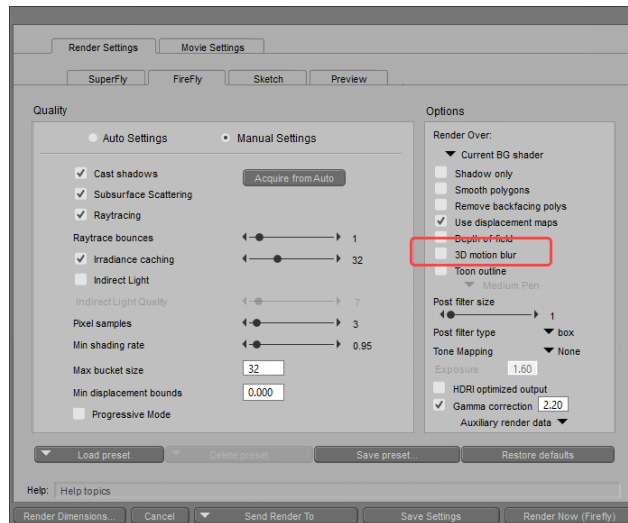 Render Settings
Movie Settings
SuperFly
FireFly
Sketch
Preview
Quality
Auto Settings
Manual Settings
Cast shadows
Acquire from Auto
Subsurface Scattering
Raytracing
Raytrace bounces
1
Irradiance caching
32
Indirect Light
Indirect Light Quality
7
Pixel samples
3
Min shading rate
0.95
Max bucket size
32
Min displacement bounds
0.000
Progressive Mode
Options
Render Over:
Current BG shader
Shadow only
Smooth polygons
Remove backfacing polys
Use displacement maps
Depth of field
3D motion blur
Toon outline
Medium Pen
Post filter size
1
Post filter type
box
Tone Mapping
None
Exposure
1.60
HDRI optimized output
Gamma correction
2.20
Auxiliary render data
Load preset
Delete preset
Save preset...
Restore defaults
Help:
Help topics
Render Dimensions...
Cancel
Send Render To
Save Settings
Render Now (Firefly)